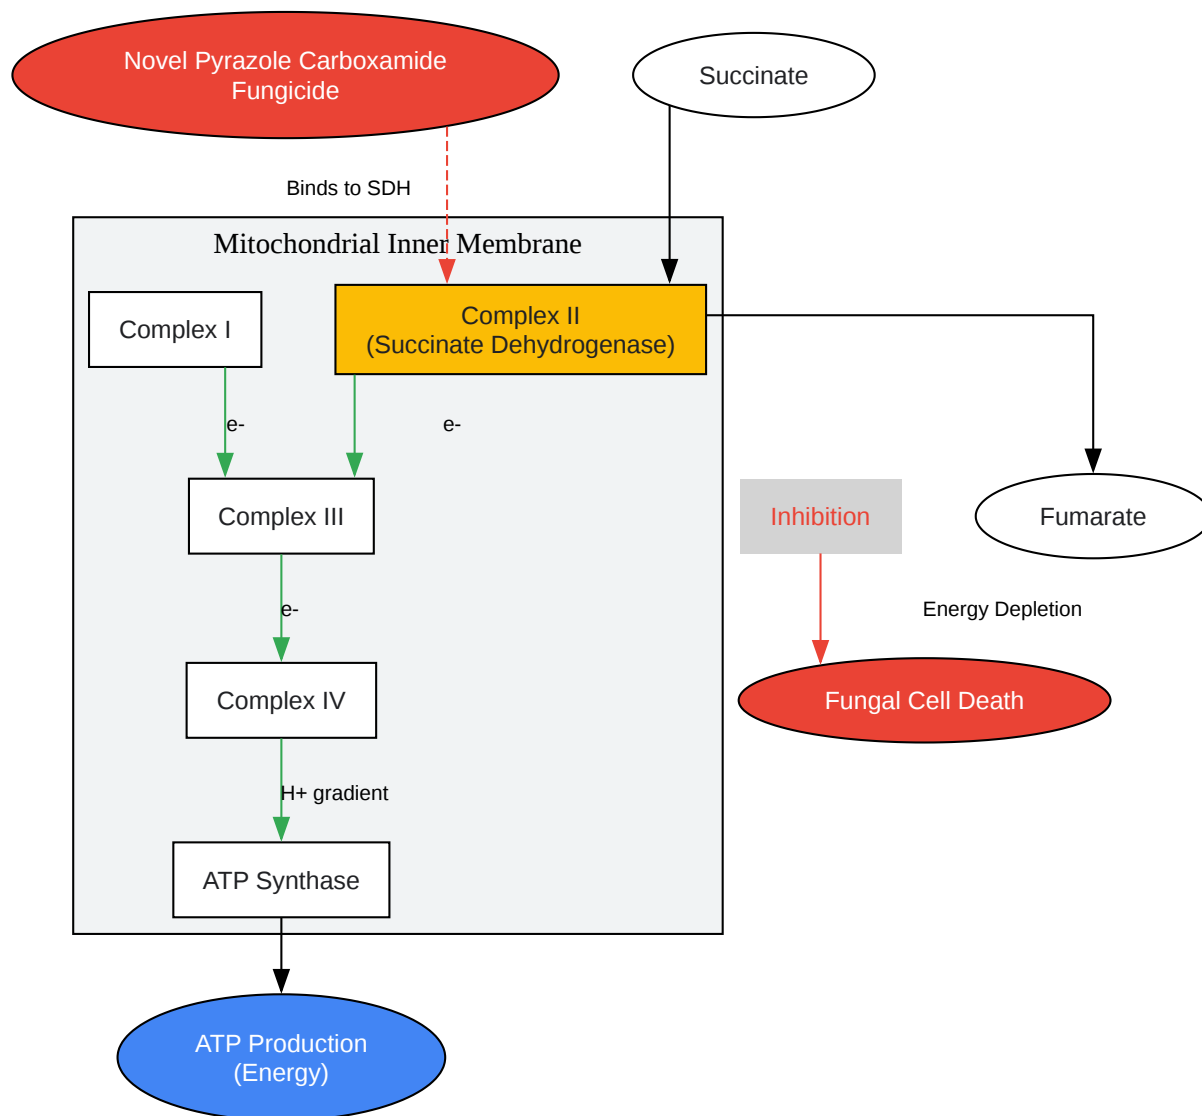 Novel Pyrazole Carboxamide
Fungicide
Succinate
Binds to SDH
Mitochondrial Inner Membrane
Complex I
Complex II
(Succinate Dehydrogenase)
e-
e-
Complex III
Inhibition
Fumarate
e-
Energy Depletion
Complex IV
Fungal Cell Death
H+ gradient
ATP Synthase
ATP Production
(Energy)